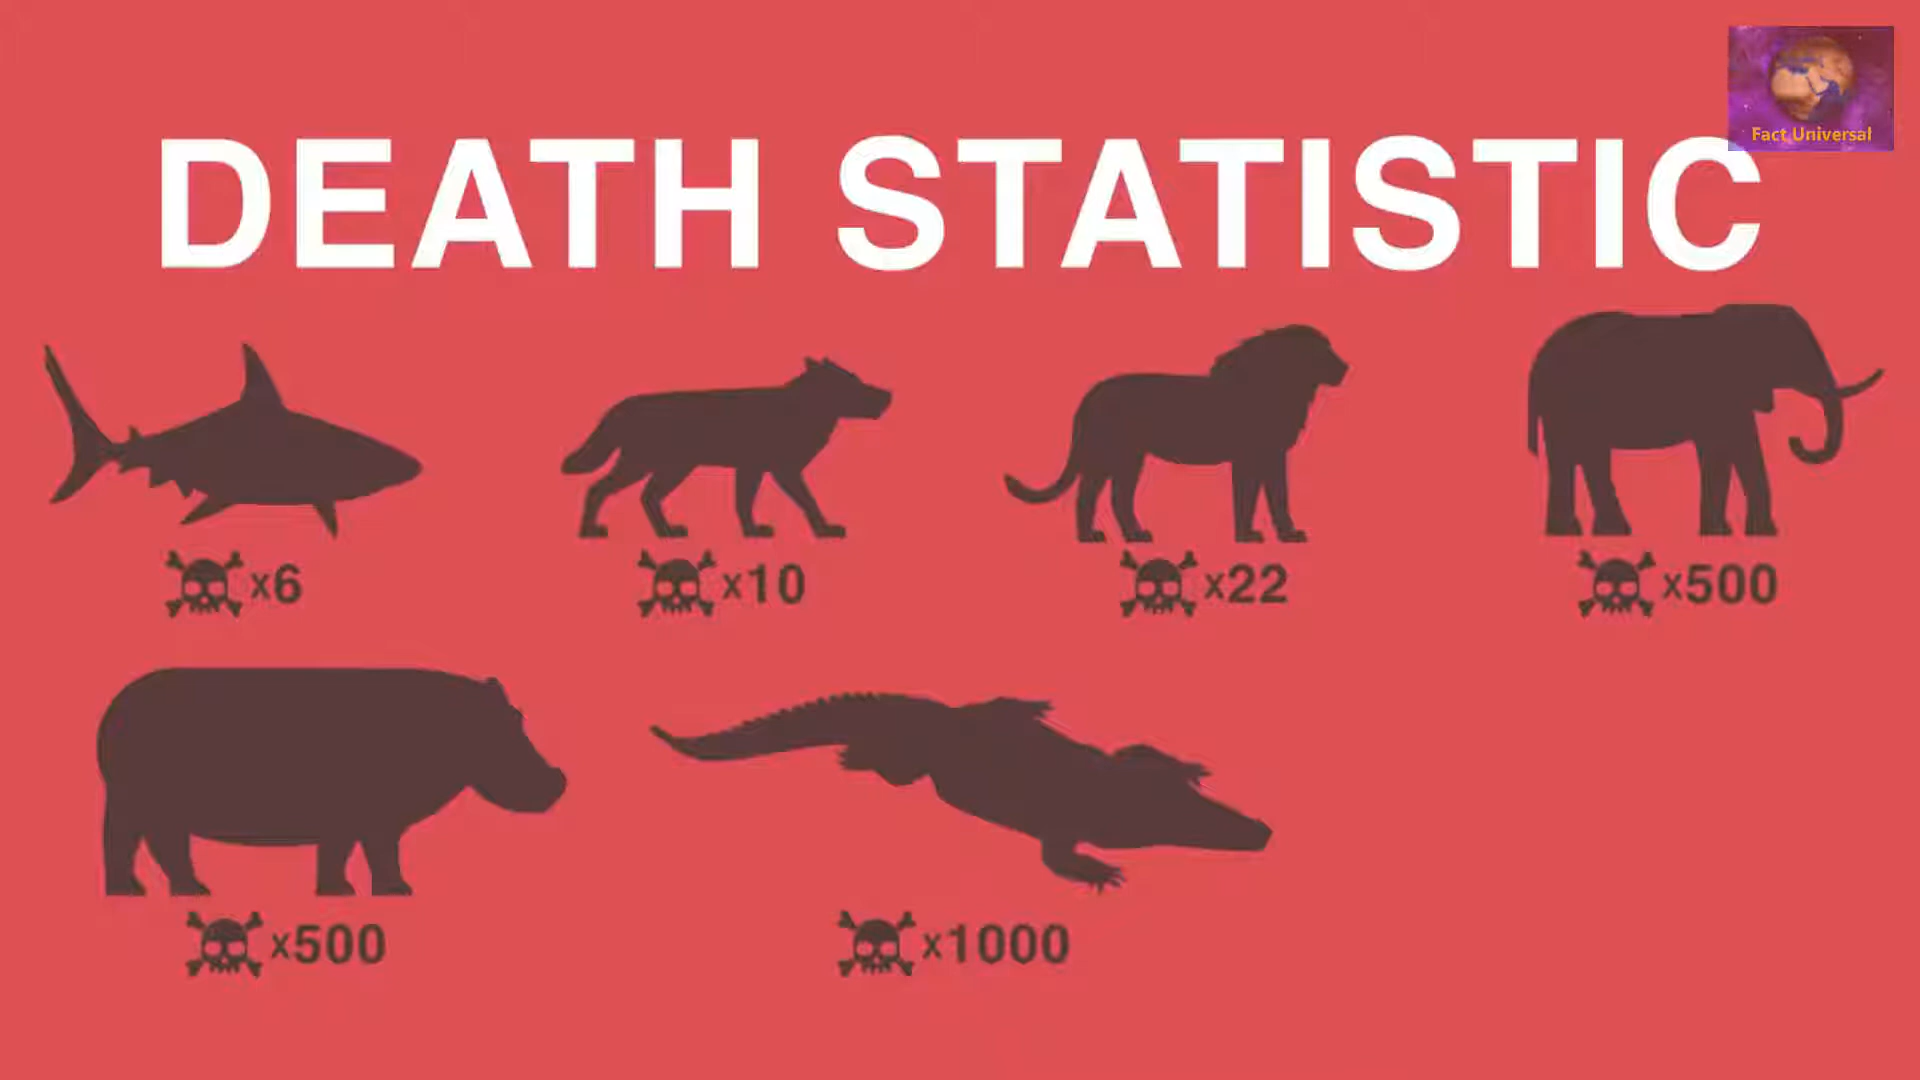 Fact Universal
DEATH STATISTIC
x6
x10
x22
x500
x500
x1000